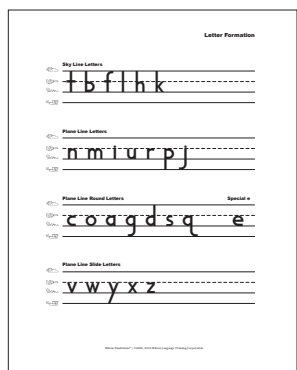 Letter Formation
Sky Line Letters
t b f l h k
Plane Line Letters
n m i u r p j
Plane Line Round Letters Special e
c o a g d s q e
Plane Line Slide Letters
v w y x z